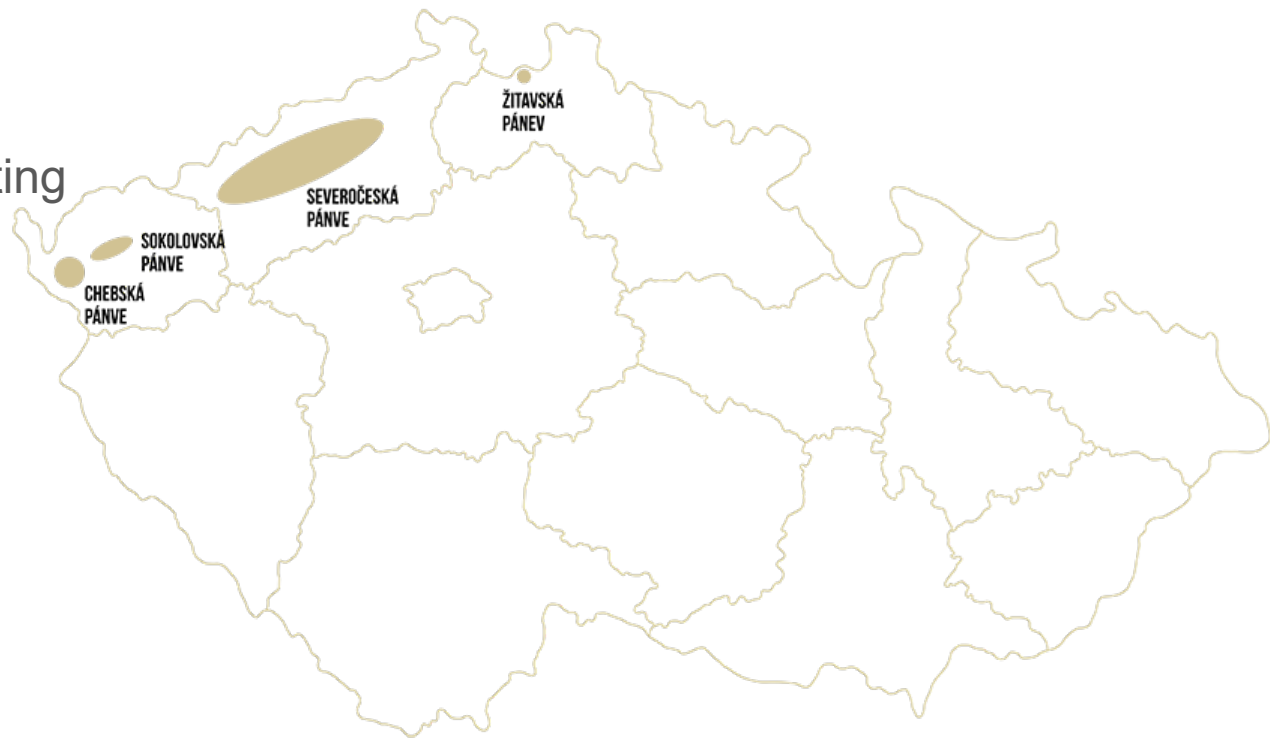 ŽITAVSKÁ
PÁNEV
ting
SEVEROČESKÁ
PÁNVE
SOKOLOVSKÁ
PÁNVE
CHEBSKÁ
PÁNVE